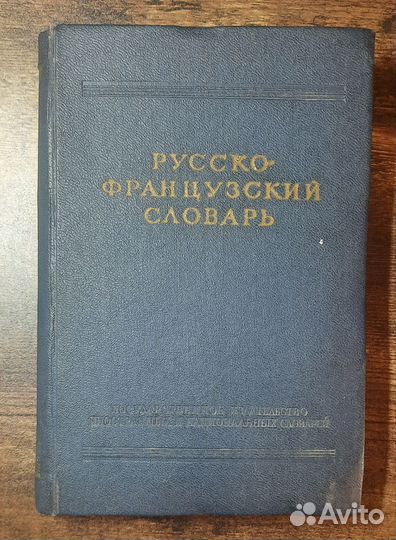 РУССКО-
ФРАНЦУЗСКИЙ
СЛОВАРЬ
ГОСУДАРСТВЕННОЕ ИЗДАТЕЛЬСТВО
ИНОСТРАННЫХ И НАЦИОНАЛЬНЫХ СЛОВАРЕЙ
Avito